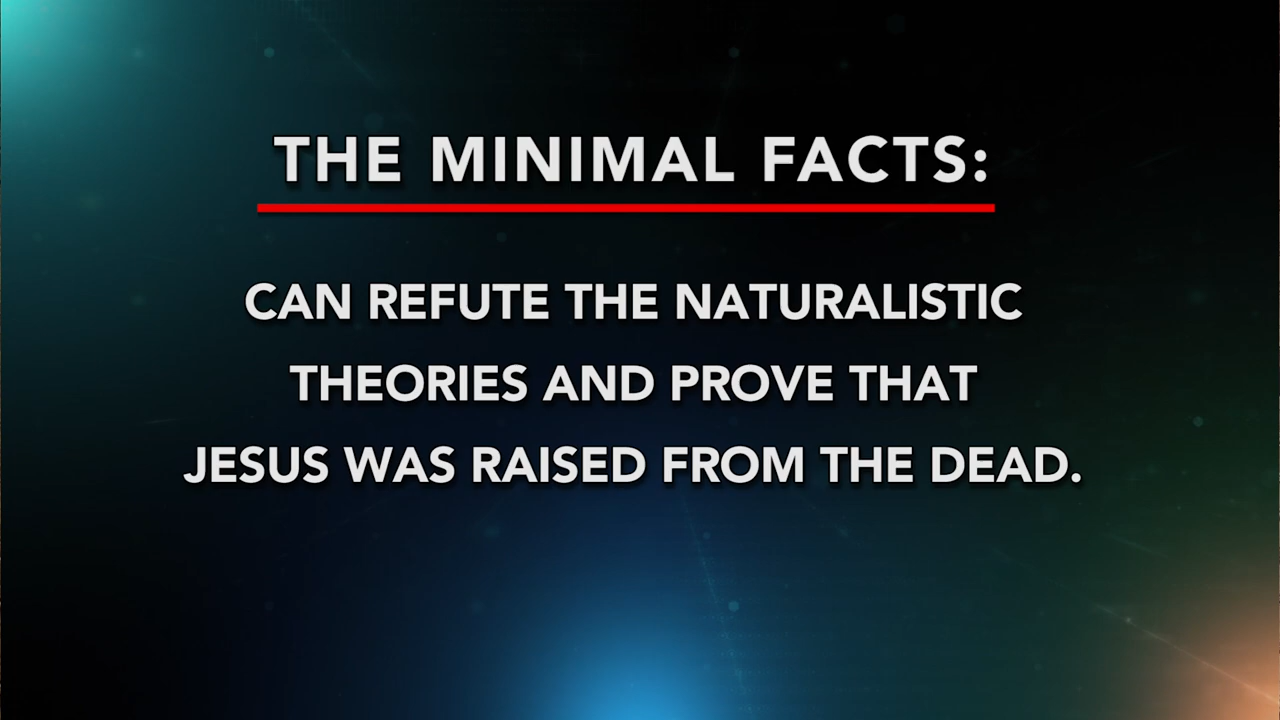 THE MINIMAL FACTS:
CAN REFUTE THE NATURALISTIC
THEORIES AND PROVE THAT
JESUS WAS RAISED FROM THE DEAD.